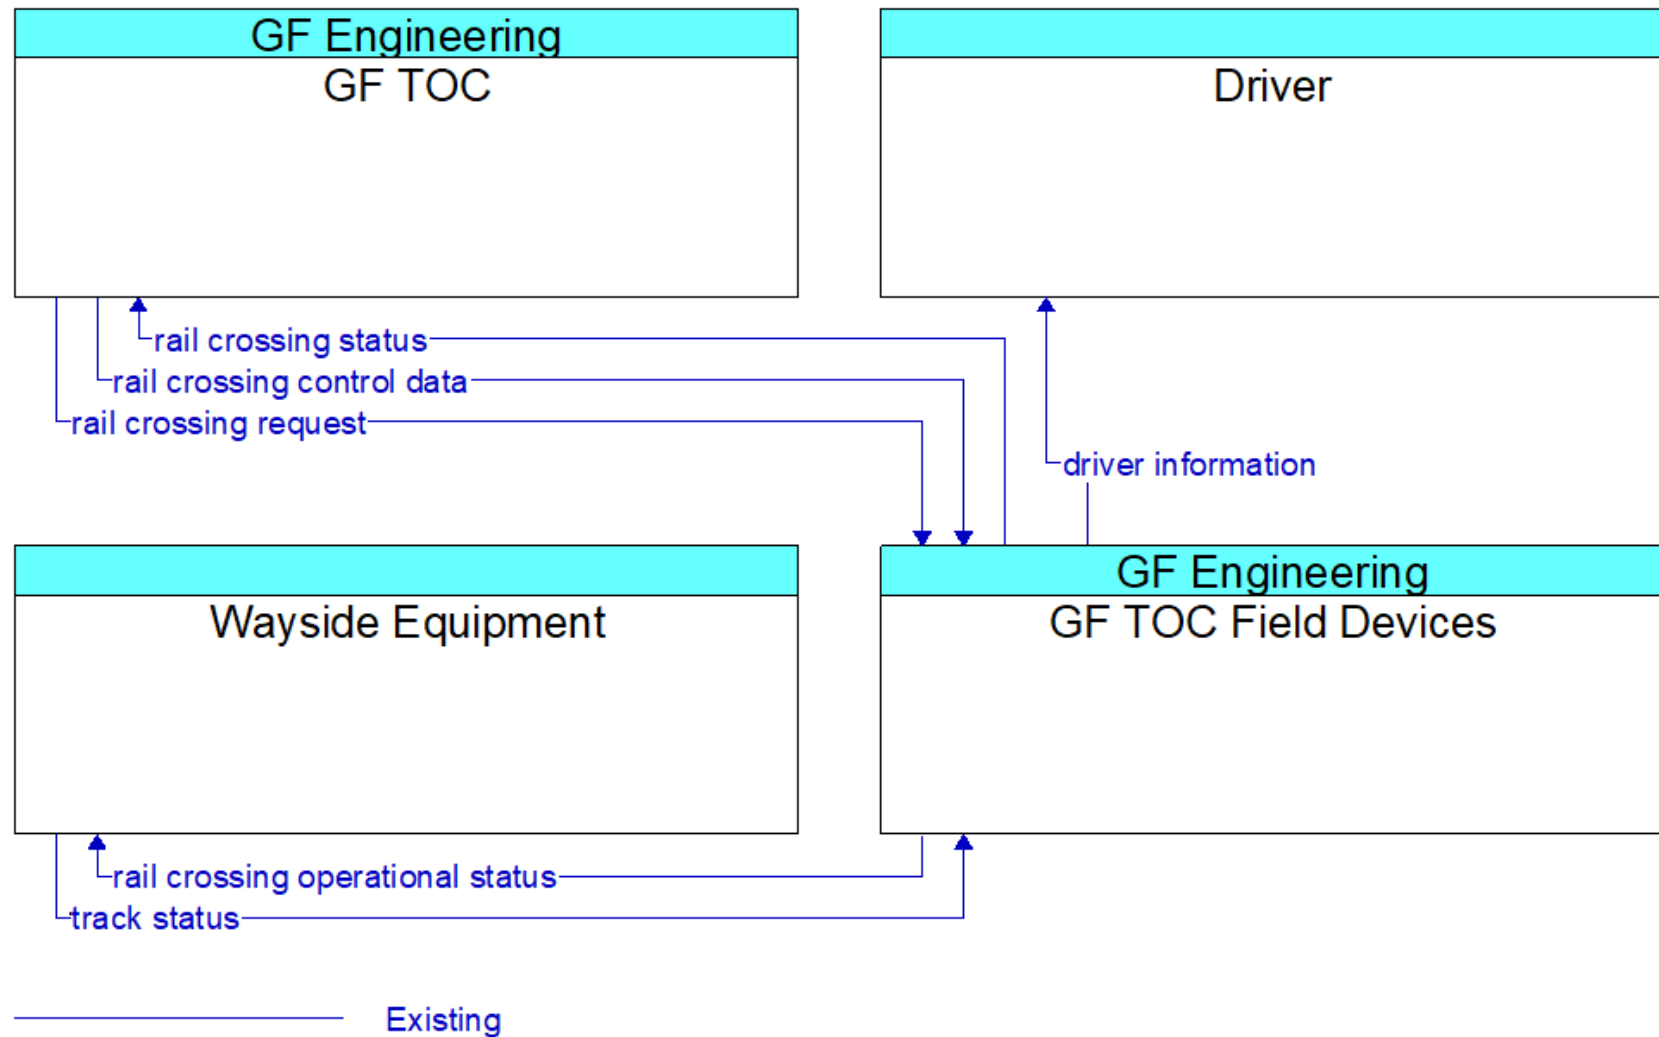 GF Engineering
GF TOC
Driver
rail crossing status
rail crossing control data
rail crossing request
driver information
GF Engineering
Wayside Equipment
GF TOC Field Devices
rail crossing operational status
track status
Existing